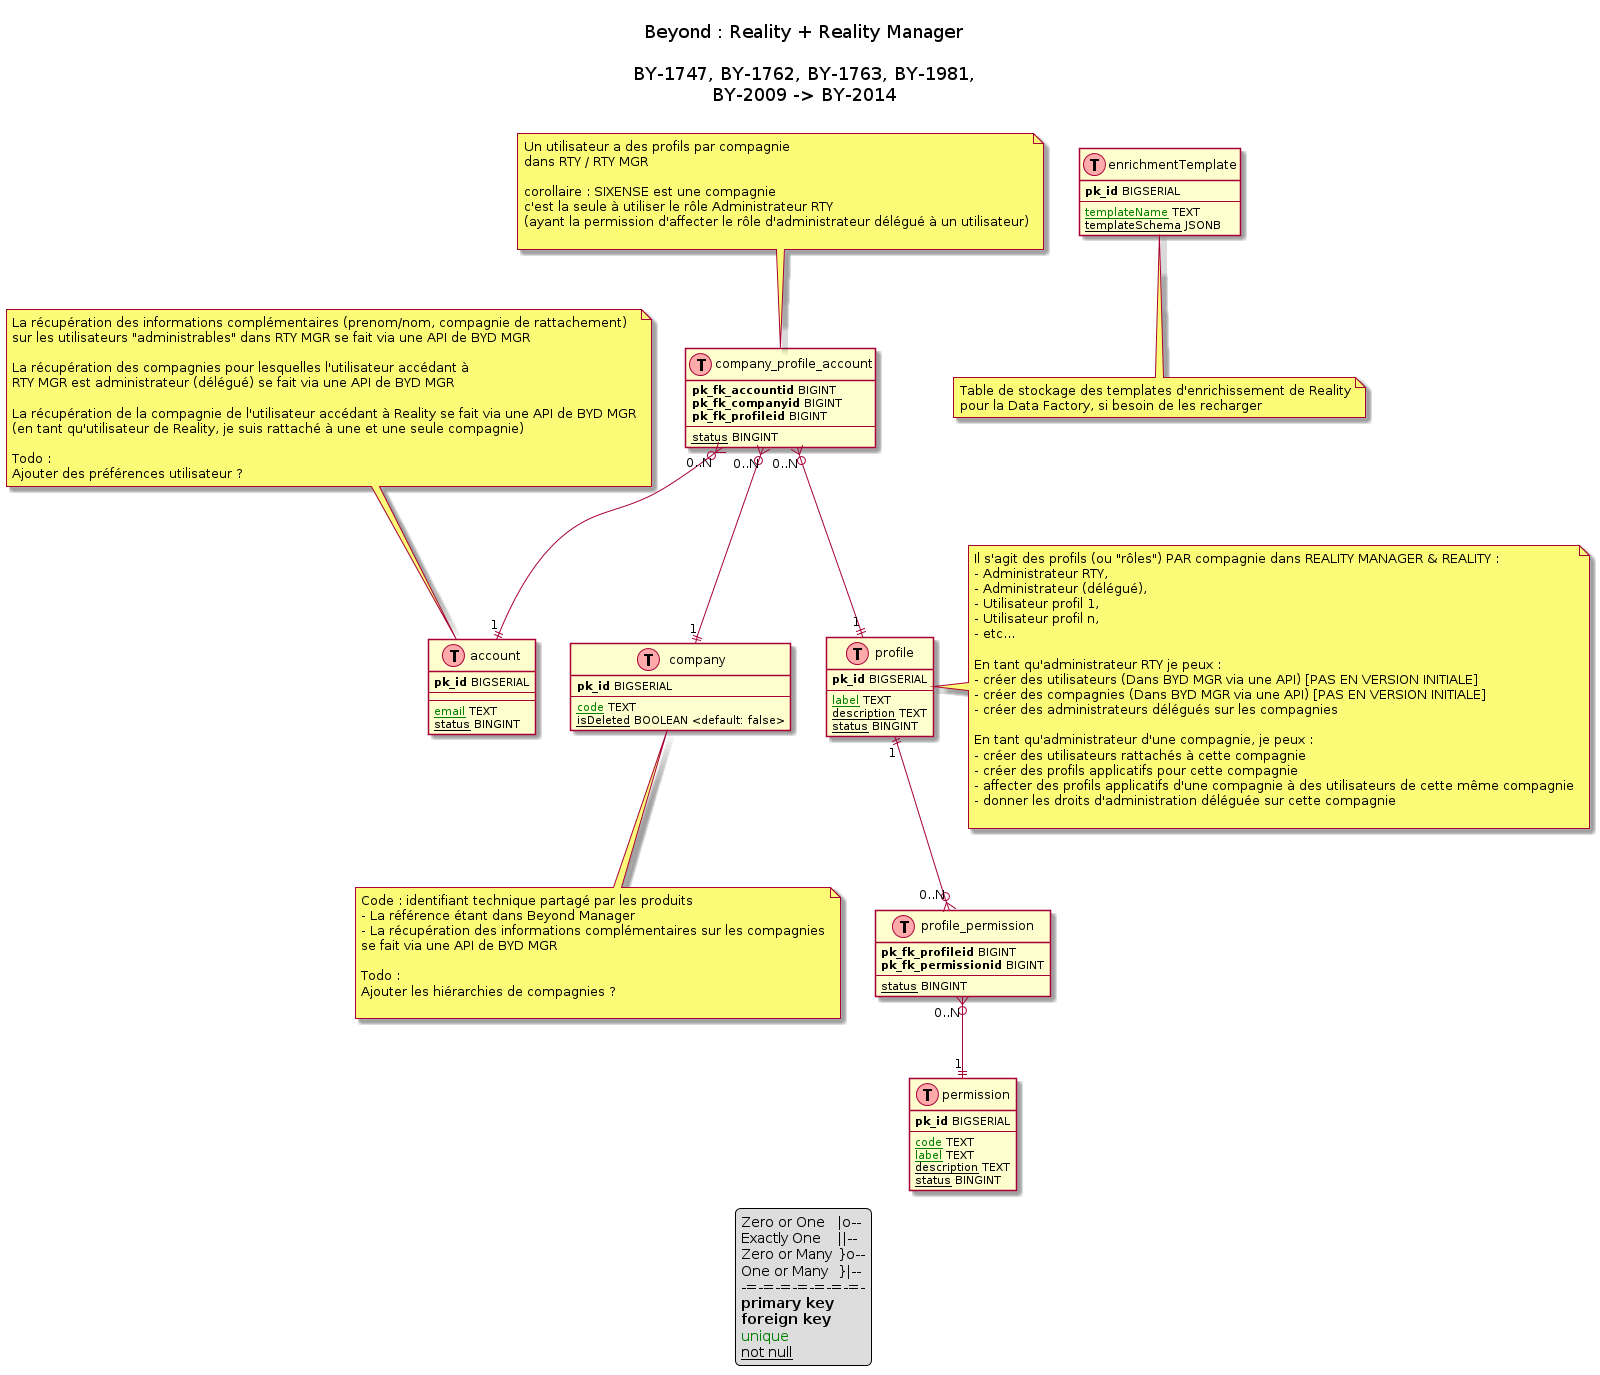 Beyond : Reality + Reality Manager
BY-1747, BY-1762, BY-1763, BY-1981,
BY-2009 -> BY-2014
Un utilisateur a des profils par compagnie
dans RTY / RTY MGR
corollaire : SIXENSE est une compagnie
c'est la seule à utiliser le rôle Administrateur RTY
(ayant la permission d'affecter le rôle d'administrateur délégué à un utilisateur)
T enrichmentTemplate
pk_id BIGSERIAL
templateName TEXT
templateSchema JSONB
La récupération des informations complémentaires (prenom/nom, compagnie de rattachement)
sur les utilisateurs "administrables" dans RTY MGR se fait via une API de BYD MGR
La récupération des compagnies pour lesquelles l'utilisateur accédant à
RTY MGR est administrateur (délégué) se fait via une API de BYD MGR
La récupération de la compagnie de l'utilisateur accédant à Reality se fait via une API de BYD MGR
(en tant qu'utilisateur de Reality, je suis rattaché à une et une seule compagnie)
Todo :
Ajouter des préférences utilisateur ?
T company_profile_account
pk_fk_accountid BIGINT
pk_fk_companyid BIGINT
pk_fk_profileid BIGINT
status BINGINT
Table de stockage des templates d'enrichissement de Reality
pour la Data Factory, si besoin de les recharger
0..N
0..N
0..N
1
1
1
Il s'agit des profils (ou "rôles") PAR compagnie dans REALITY MANAGER & REALITY :
- Administrateur RTY,
- Administrateur (délégué),
- Utilisateur profil 1,
- Utilisateur profil n,
- etc...
En tant qu'administrateur RTY je peux :
- créer des utilisateurs (Dans BYD MGR via une API) [PAS EN VERSION INITIALE]
- créer des compagnies (Dans BYD MGR via une API) [PAS EN VERSION INITIALE]
- créer des administrateurs délégués sur les compagnies
En tant qu'administrateur d'une compagnie, je peux :
- créer des utilisateurs rattachés à cette compagnie
- créer des profils applicatifs pour cette compagnie
- affecter des profils applicatifs d'une compagnie à des utilisateurs de cette même compagnie
- donner les droits d'administration déléguée sur cette compagnie
T account
pk_id BIGSERIAL
email TEXT
status BINGINT
T company
pk_id BIGSERIAL
code TEXT
isDeleted BOOLEAN <default: false>
T profile
pk_id BIGSERIAL
label TEXT
description TEXT
status BINGINT
1
0..N
Code : identifiant technique partagé par les produits
- La référence étant dans Beyond Manager
- La récupération des informations complémentaires sur les compagnies
se fait via une API de BYD MGR
Todo :
Ajouter les hiérarchies de compagnies ?
T profile_permission
pk_fk_profileid BIGINT
pk_fk_permissionid BIGINT
status BINGINT
0..N
1
T permission
pk_id BIGSERIAL
code TEXT
label TEXT
description TEXT
status BINGINT
Zero or One |o--
Exactly One ||--
Zero or Many }o--
One or Many }|--
-=-=-=-=-=-=-=-
primary key
foreign key
unique
not null